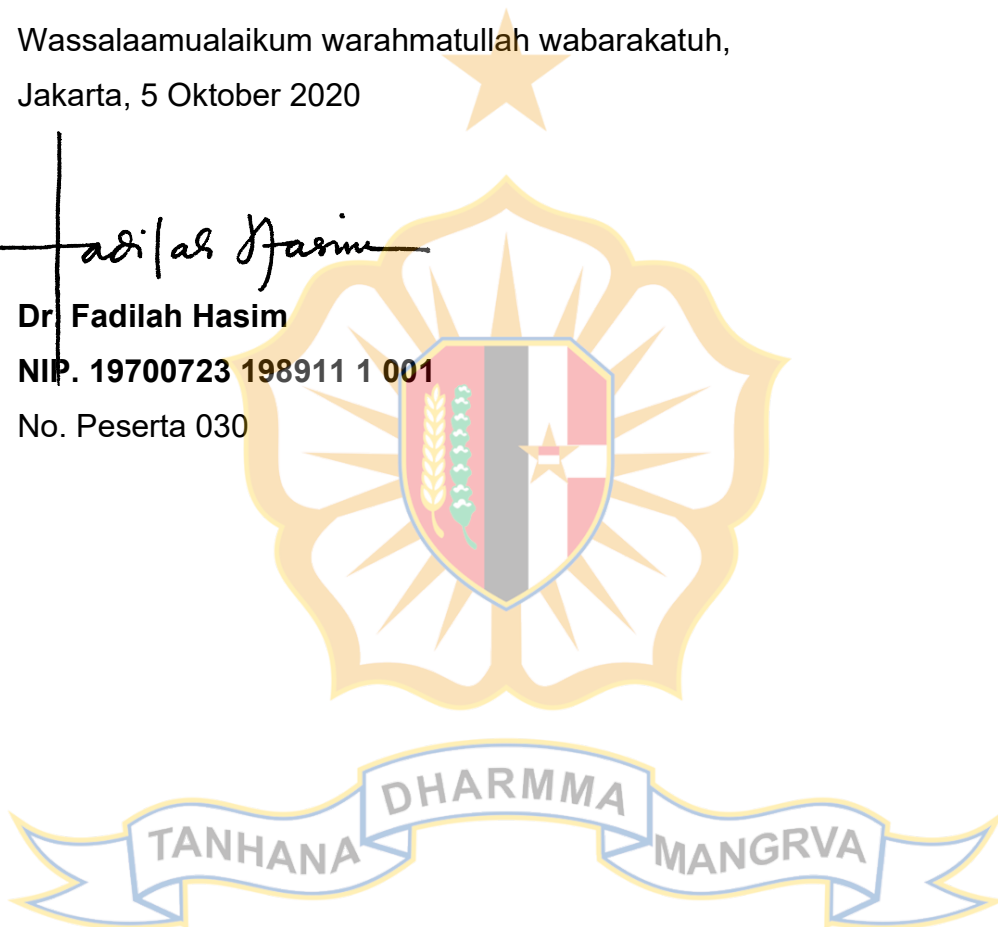 Wassalaamualaikum warahmatullah wabarakatuh,
Jakarta, 5 Oktober 2020
Fadilah Hasim
Dr. Fadilah Hasim
NIP. 19700723 198911 1 001
No. Peserta 030
TANHANA DHARMMA MANGRVA